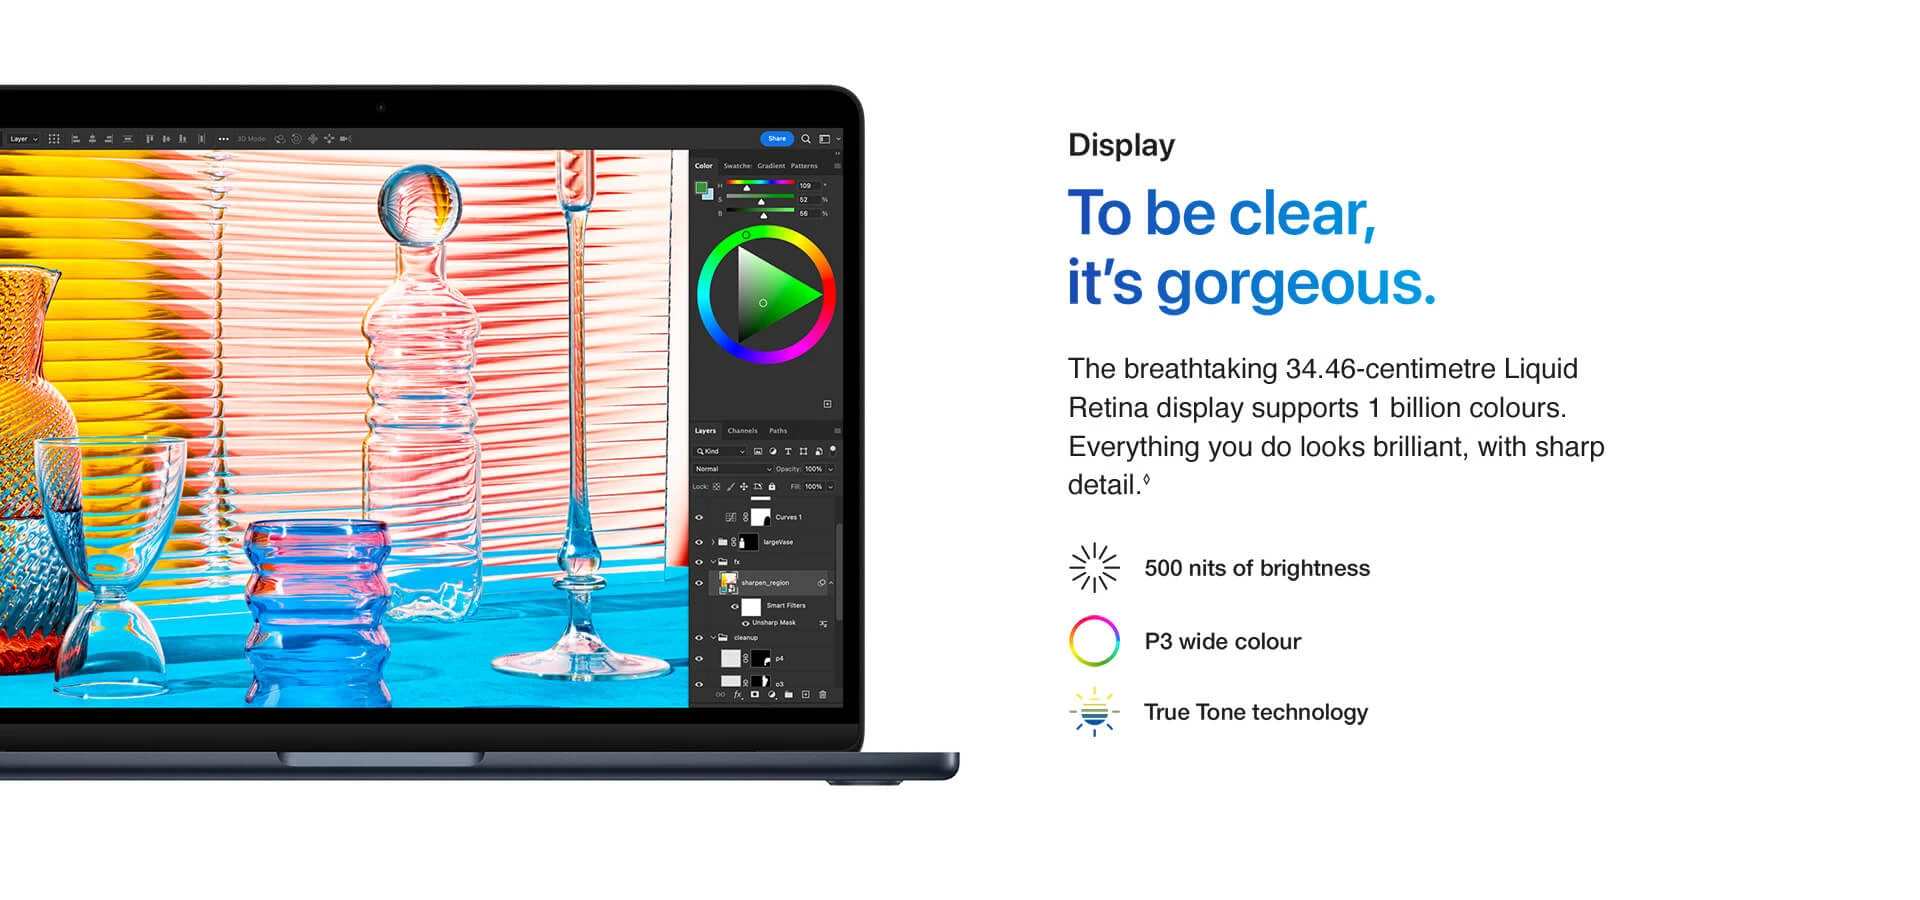 Layer
3D Mode:
Share
Color Swatche: Gradient Patterns
H 109 °
S 52 %
B 56 %
Layers Channels Paths
Kind
Normal Opacity: 100%
Lock: Fill: 100%
Curves 1
largeVase
fx
sharpen_region
Smart Filters
Unsharp Mask
cleanup
p4
p3
fx
Display
To be clear,
it's gorgeous.
The breathtaking 34.46-centimetre Liquid
Retina display supports 1 billion colours.
Everything you do looks brilliant, with sharp
detail.◊
500 nits of brightness
P3 wide colour
True Tone technology